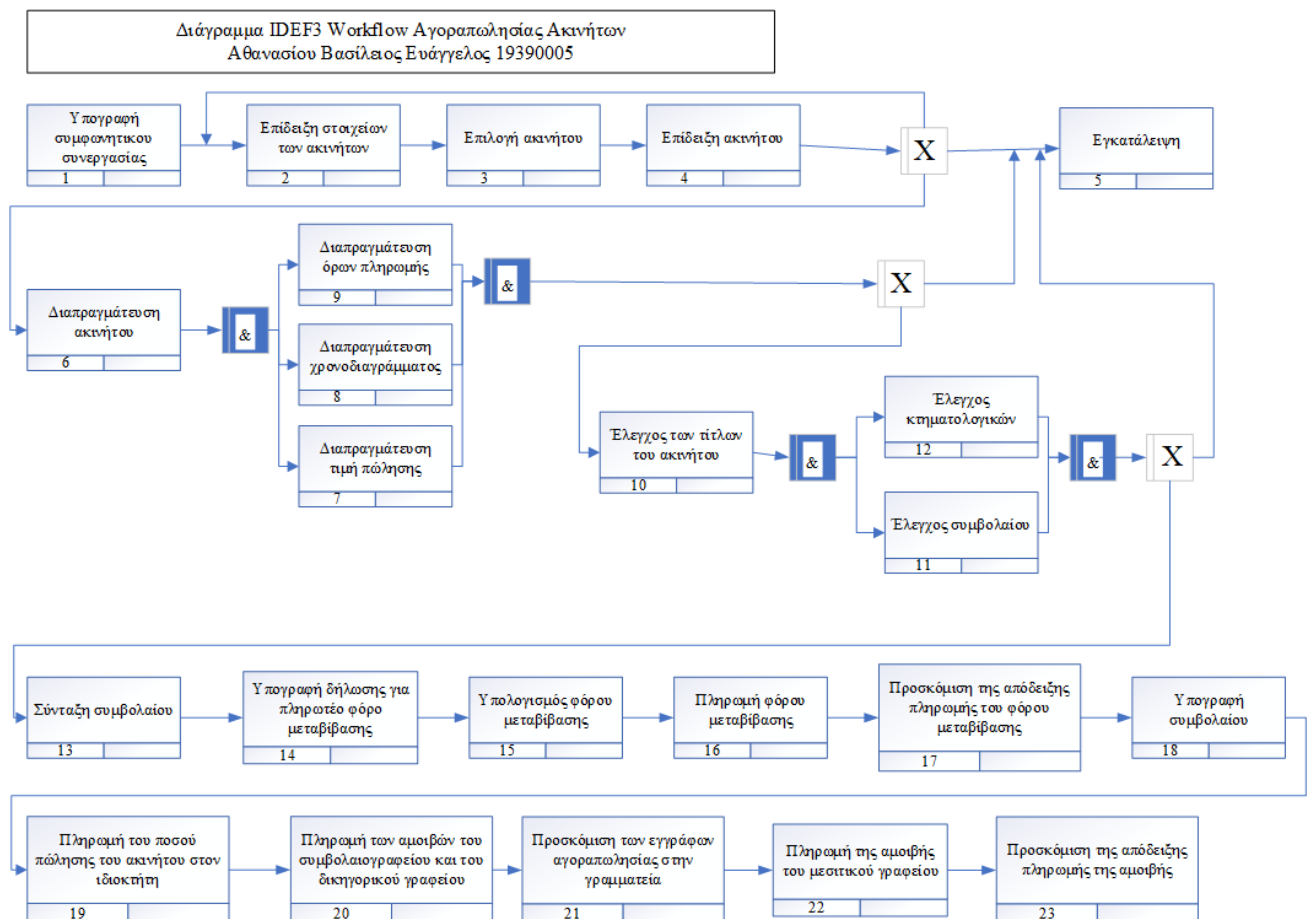 Διάγραμμα IDEF3 Workflow Αγοραπωλησίας Ακινήτων
Αθανασίου Βασίλειος Ευάγγελος 19390005
Υπογραφή
συμφωνητικου
συνεργασίας
1
Επίδειξη στοιχείων
των ακινήτων
2
Επιλογή ακινήτου
3
Επίδειξη ακινήτου
4
X
Εγκατάλειψη
5
Διαπραγμάτευση
ακινήτου
6
&
Διαπραγμάτευση
όρων πληρωμής
9
Διαπραγμάτευση
χρονοδιαγράμματος
8
Διαπραγμάτευση
τιμή πώλησης
7
&
X
Έλεγχος των τίτλων
του ακινήτου
10
&
Έλεγχος
κτηματολογικών
12
Έλεγχος συμβολαίου
11
&
X
Σύνταξη συμβολαίου
13
Υπογραφή δήλωσης για
πληρωτέο φόρο
μεταβίβασης
14
Υπολογισμός φόρου
μεταβίβασης
15
Πληρωμή φόρου
μεταβίβασης
16
Προσκόμιση της απόδειξης
πληρωμής του φόρου
μεταβίβασης
17
Υπογραφή
συμβολαίου
18
Πληρωμή του ποσού
πώλησης του ακινήτου στον
ιδιοκτήτη
19
Πληρωμή των αμοιβών του
συμβολαιογραφείου και του
δικηγορικού γραφείου
20
Προσκόμιση των εγγράφων
αγοραπωλησίας στην
γραμματεία
21
Πληρωμή της αμοιβής
του μεσιτικού γραφείου
22
Προσκόμιση της απόδειξης
πληρωμής της αμοιβής
23